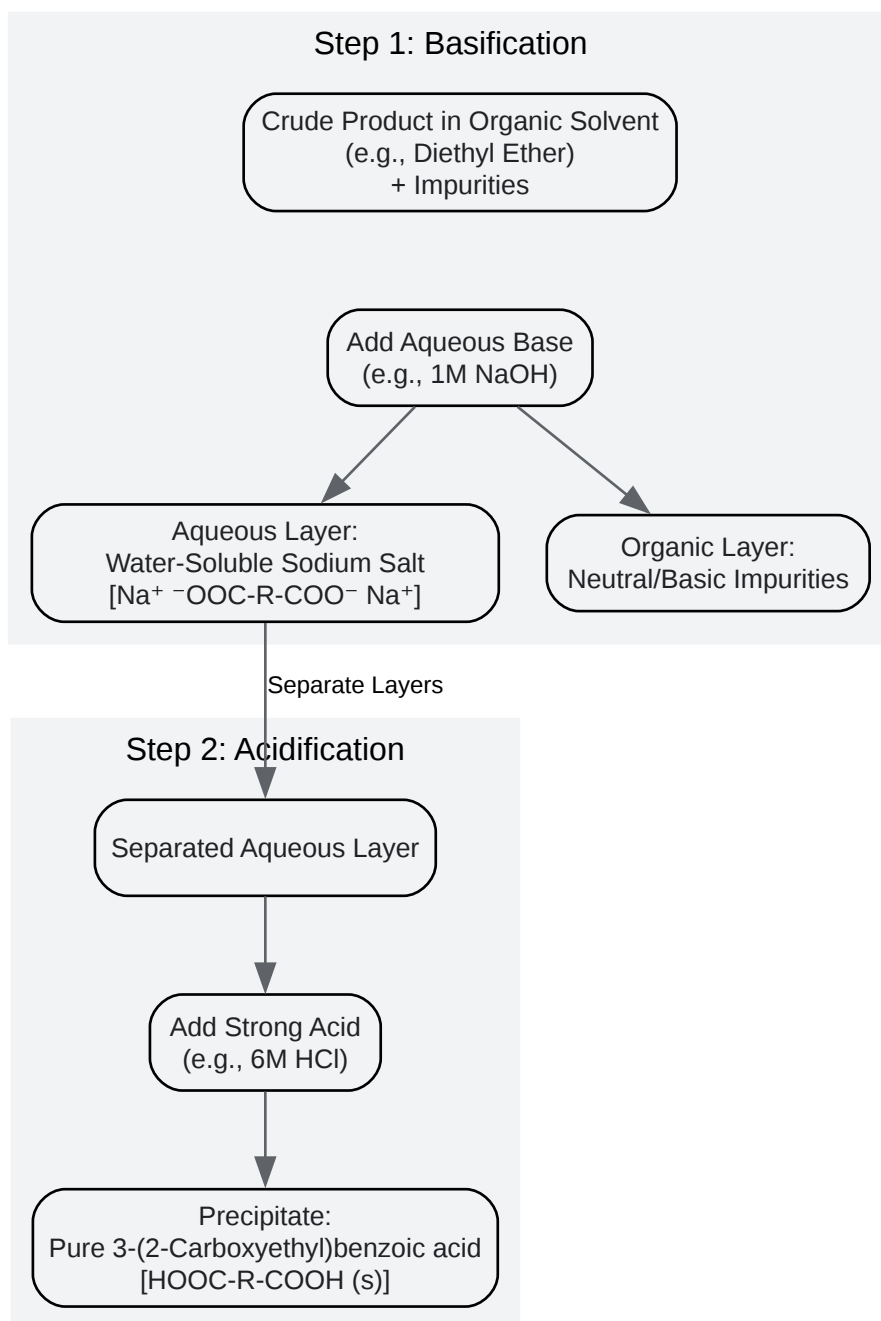 Step 1: Basification
Crude Product in Organic Solvent
(e.g., Diethyl Ether)
+ Impurities
Add Aqueous Base
(e.g., 1M NaOH)
Aqueous Layer:
Water-Soluble Sodium Salt
[Na⁺ ⁻OOC-R-COO⁻ Na⁺]
Organic Layer:
Neutral/Basic Impurities
Separate Layers
Step 2: Acidification
Separated Aqueous Layer
Add Strong Acid
(e.g., 6M HCl)
Precipitate:
Pure 3-(2-Carboxyethyl)benzoic acid
[HOOC-R-COOH (s)]